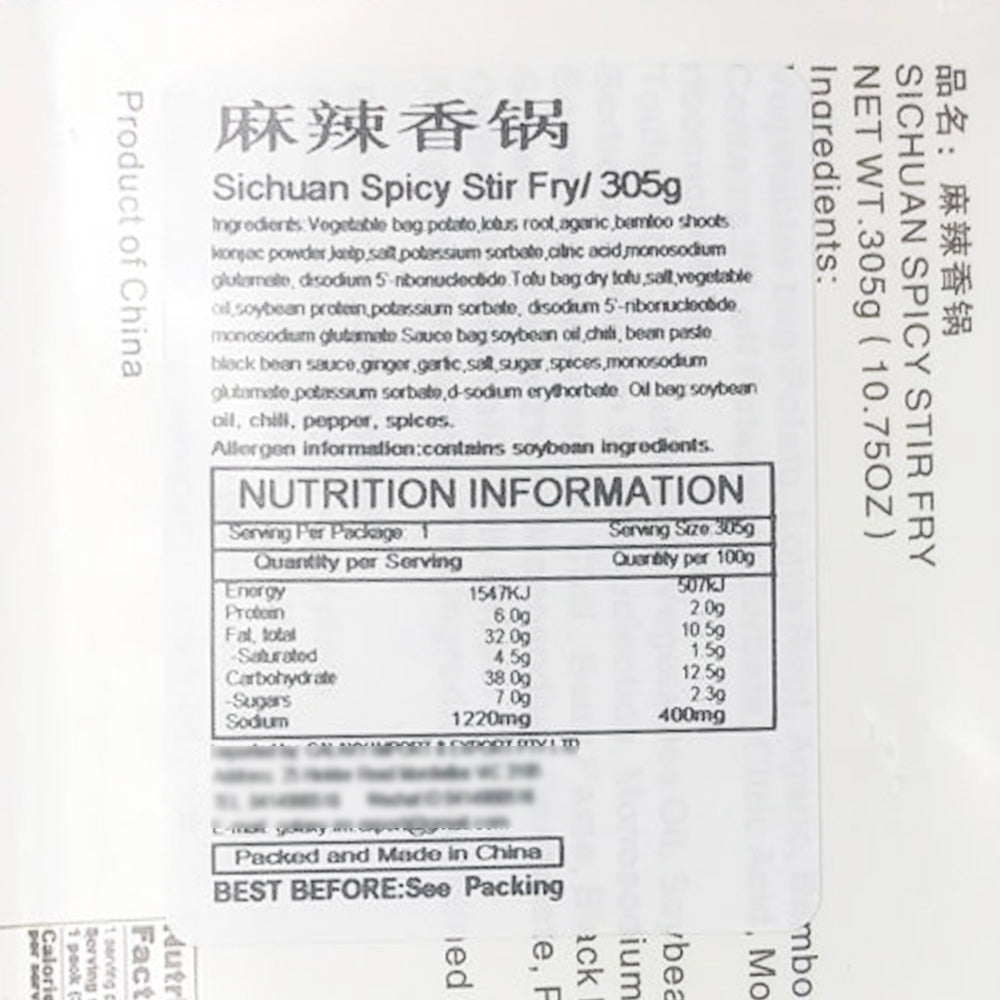 麻辣香锅
Sichuan Spicy Stir Fry/ 305g
Ingredients:Vegetable bag:potato,lotus root,agaric,bamboo shoots
konjac powder,kelp,salt,potassium sorbate,citric acid,monosodium
glutamate, disodium 5'-ribonucleotide.Tofu bag:dry tofu,salt,vegetable
oil,soybean protein,potassium sorbate, disodium 5'-ribonucleotide,
monosodium glutamate.Sauce bag:soybean oil,chili, bean paste,
black bean sauce,ginger,garlic,salt,sugar,spices,monosodium
glutamate,potassium sorbate,d-sodium erythorbate. Oil bag:soybean
oil, chili, pepper, spices.
Allergen information:contains soybean ingredients.
NUTRITION INFORMATION
Serving Per Package: 1 Serving Size:305g
Quantity per Serving Quantity per 100g
Energy 1547KJ 507kJ
Protein 6.0g 2.0g
Fat, total 32.0g 10.5g
-Saturated 4.5g 1.5g
Carbohydrate 38.0g 12.5g
-Sugars 7.0g 2.3g
Sodium 1220mg 400mg
Packed and Made in China
BEST BEFORE:See Packing
品名：麻辣香锅
SICHUAN SPICY STIR FRY
NET WT.305g ( 10.75OZ )
Ingredients:
Product of China